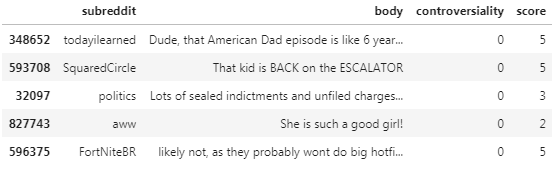 subreddit body controversiality score
348652 todayilearned Dude, that American Dad episode is like 6 year... 0 5
593708 SquaredCircle That kid is BACK on the ESCALATOR 0 5
32097 politics Lots of sealed indictments and unfiled charges... 0 3
827743 aww She is such a good girl! 0 2
596375 FortNiteBR likely not, as they probably wont do big hotfi... 0 5